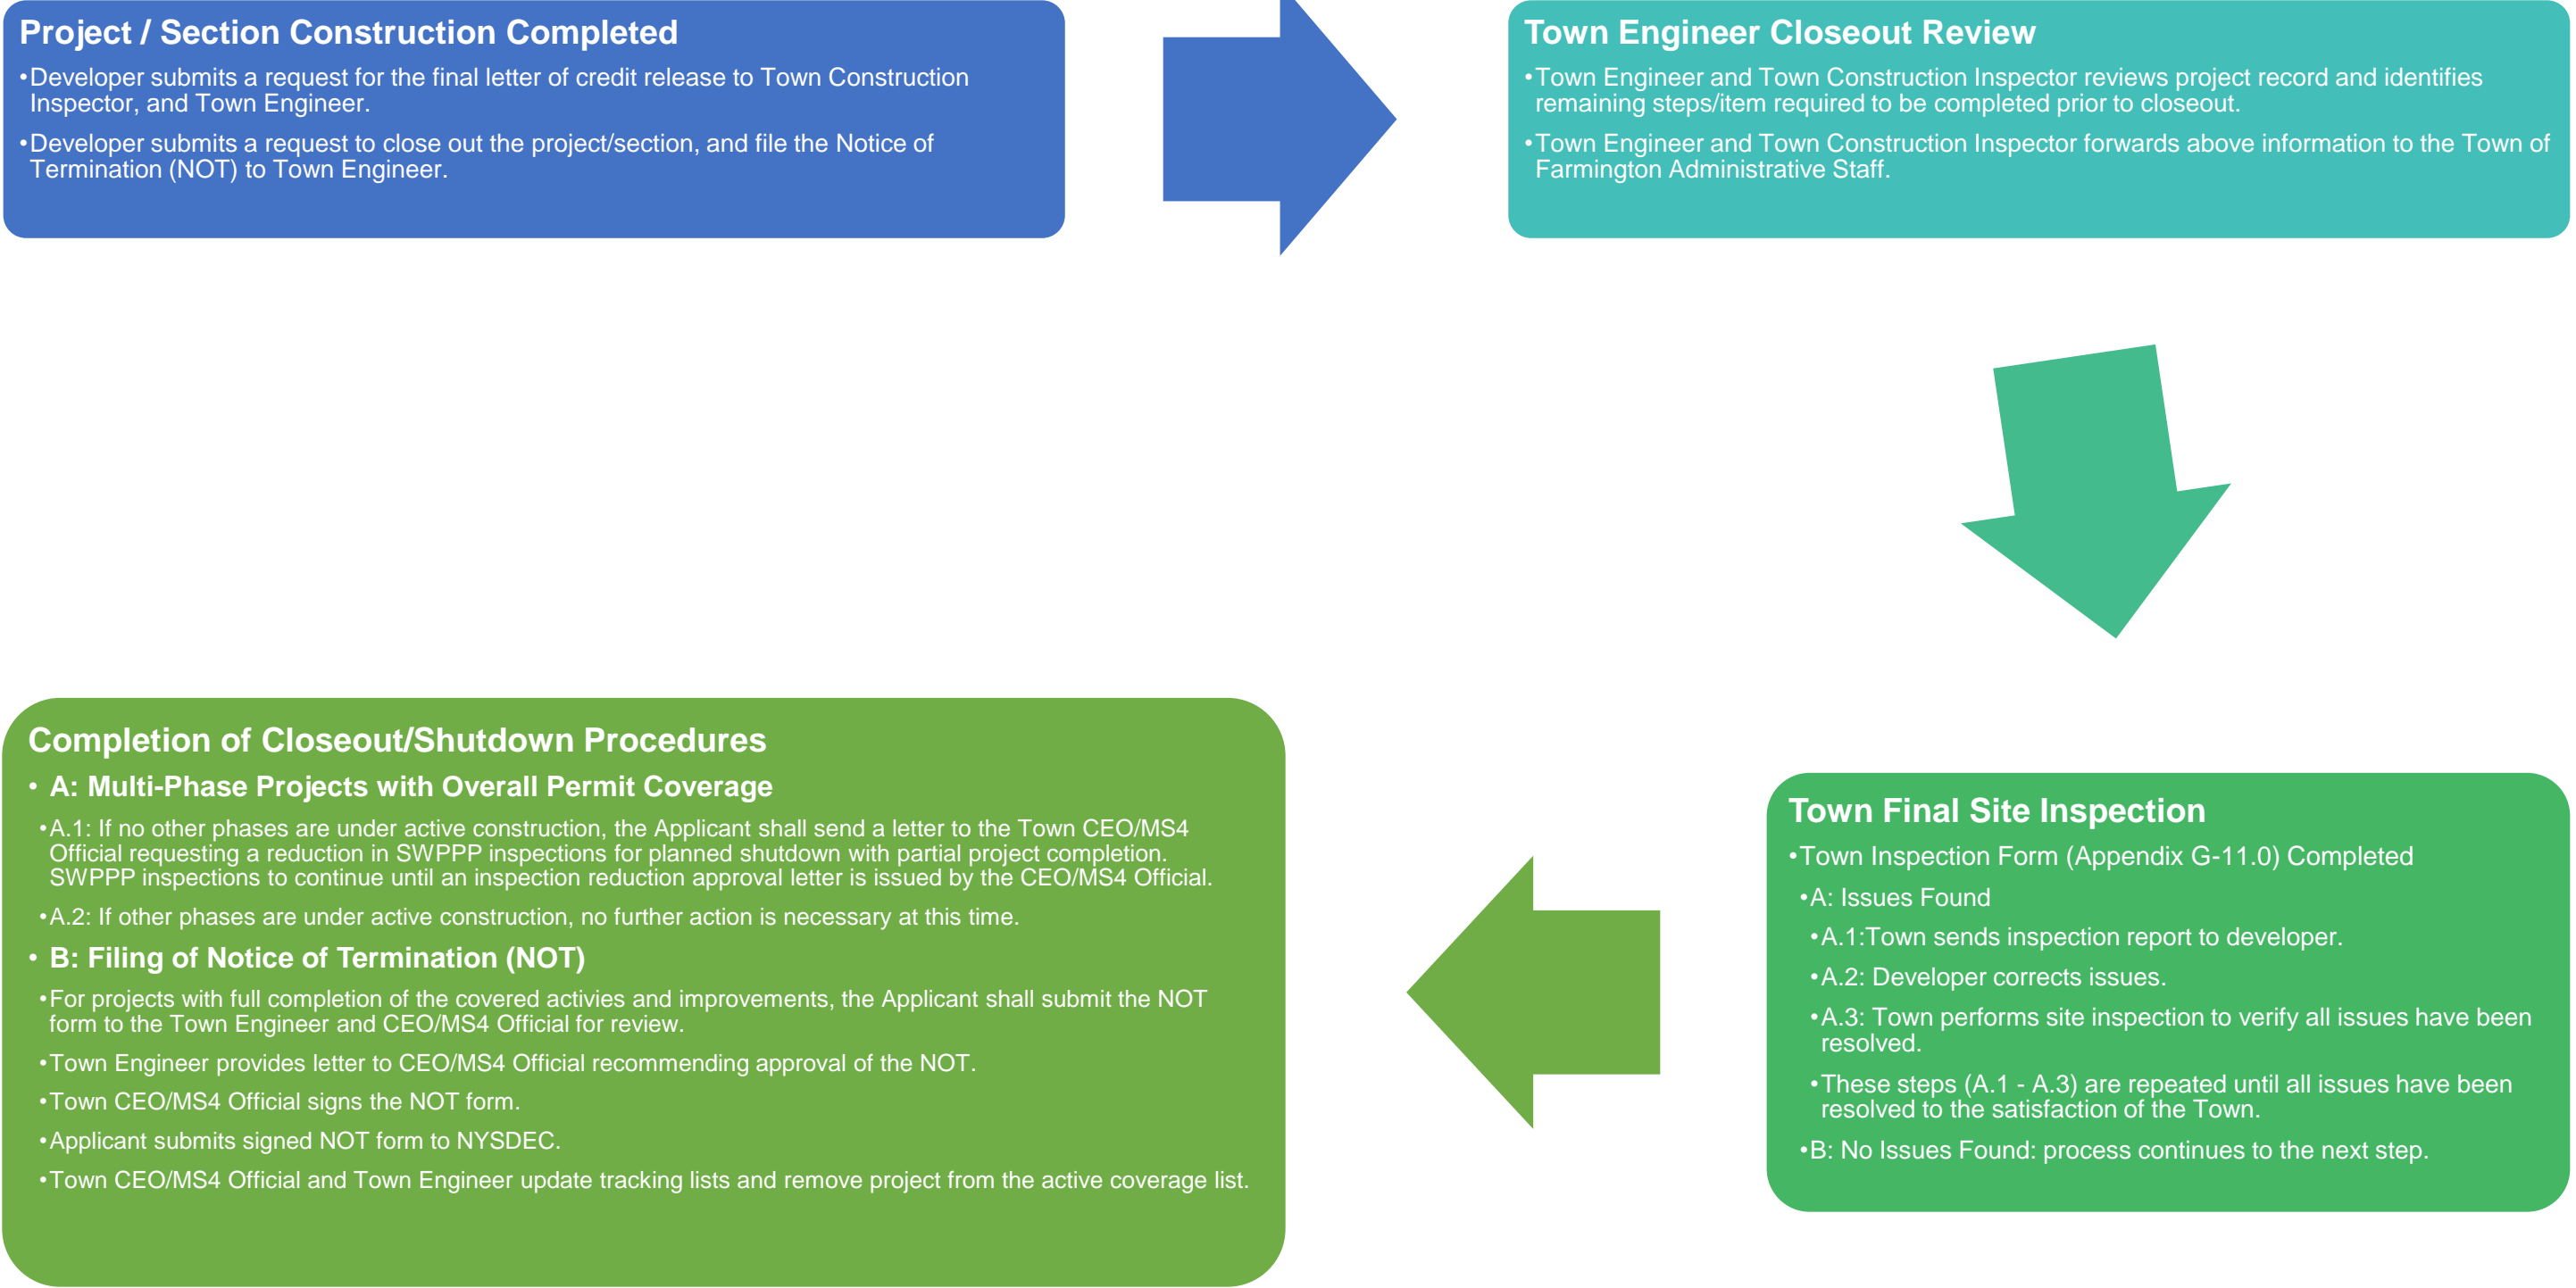 Project / Section Construction Completed
•Developer submits a request for the final letter of credit release to Town Construction
Inspector, and Town Engineer.
•Developer submits a request to close out the project/section, and file the Notice of
Termination (NOT) to Town Engineer.
Town Engineer Closeout Review
•Town Engineer and Town Construction Inspector reviews project record and identifies
remaining steps/item required to be completed prior to closeout.
•Town Engineer and Town Construction Inspector forwards above information to the Town of
Farmington Administrative Staff.
Town Final Site Inspection
•Town Inspection Form (Appendix G-11.0) Completed
•A: Issues Found
•A.1:Town sends inspection report to developer.
•A.2: Developer corrects issues.
•A.3: Town performs site inspection to verify all issues have been
resolved.
•These steps (A.1 - A.3) are repeated until all issues have been
resolved to the satisfaction of the Town.
•B: No Issues Found: process continues to the next step.
Completion of Closeout/Shutdown Procedures
• A: Multi-Phase Projects with Overall Permit Coverage
•A.1: If no other phases are under active construction, the Applicant shall send a letter to the Town CEO/MS4
Official requesting a reduction in SWPPP inspections for planned shutdown with partial project completion.
SWPPP inspections to continue until an inspection reduction approval letter is issued by the CEO/MS4 Official.
•A.2: If other phases are under active construction, no further action is necessary at this time.
• B: Filing of Notice of Termination (NOT)
•For projects with full completion of the covered activies and improvements, the Applicant shall submit the NOT
form to the Town Engineer and CEO/MS4 Official for review.
•Town Engineer provides letter to CEO/MS4 Official recommending approval of the NOT.
•Town CEO/MS4 Official signs the NOT form.
•Applicant submits signed NOT form to NYSDEC.
•Town CEO/MS4 Official and Town Engineer update tracking lists and remove project from the active coverage list.